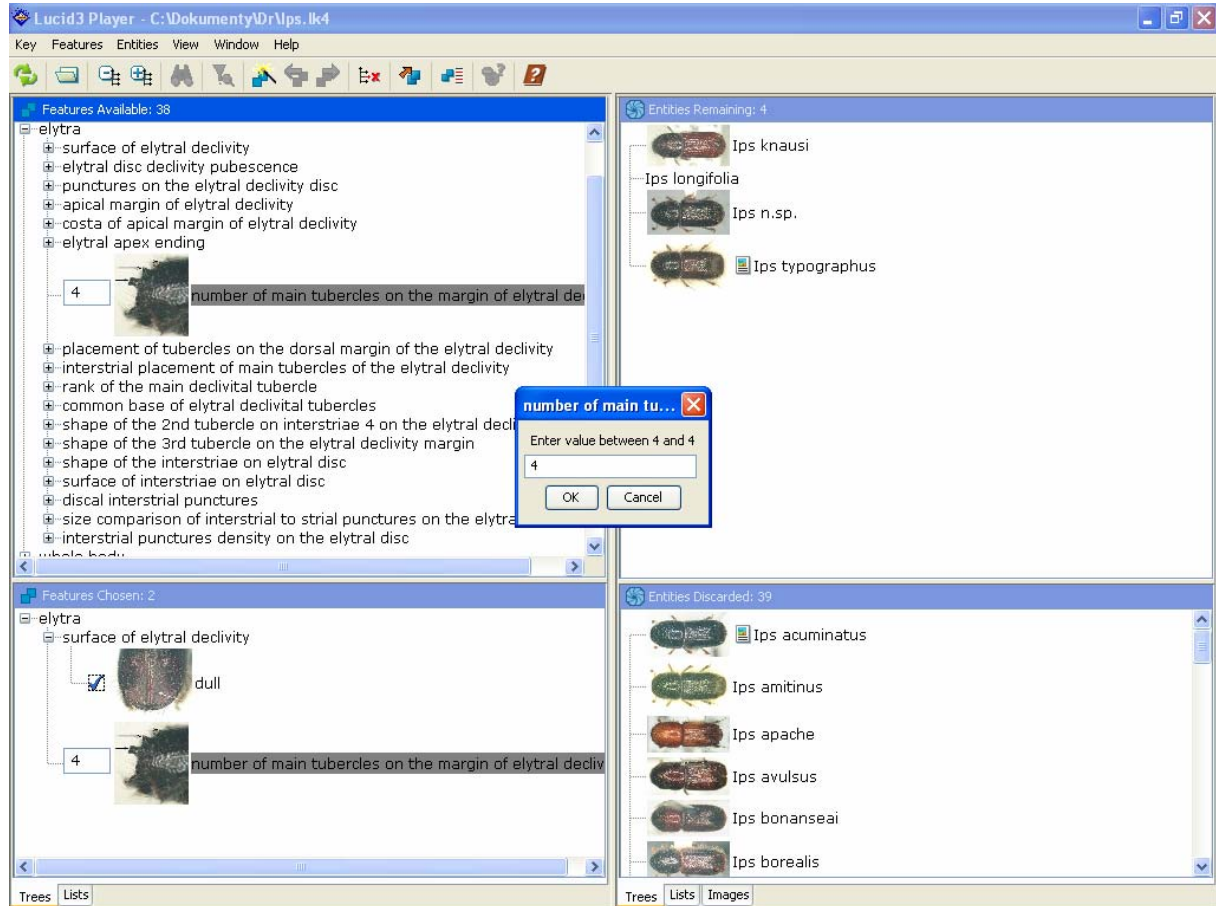 Lucid3 Player - C:\Dokumenty\Dr\Ips.lk4
Key Features Entities View Window Help
Features Available: 38
elytra
surface of elytral declivity
elytral disc declivity pubescence
punctures on the elytral declivity disc
apical margin of elytral declivity
costa of apical margin of elytral declivity
elytral apex ending
4 number of main tubercles on the margin of elytral de
placement of tubercles on the dorsal margin of the elytral declivity
interstrial placement of main tubercles of the elytral declivity
rank of the main declivital tubercle
common base of elytral declivital tubercles
shape of the 2nd tubercle on interstriae 4 on the elytral decli
shape of the 3rd tubercle on the elytral declivity margin
shape of the interstriae on elytral disc
surface of interstriae on elytral disc
discal interstrial punctures
size comparison of interstrial to strial punctures on the elytra
interstrial punctures density on the elytral disc
whole body
Entities Remaining: 4
Ips knausi
Ips longifolia
Ips n.sp.
Ips typographus
number of main tu...
Enter value between 4 and 4
4
OK Cancel
Features Chosen: 2
elytra
surface of elytral declivity
dull
4 number of main tubercles on the margin of elytral decliv
Trees Lists
Entities Discarded: 39
Ips acuminatus
Ips amitinus
Ips apache
Ips avulsus
Ips bonanseai
Ips borealis
Trees Lists Images